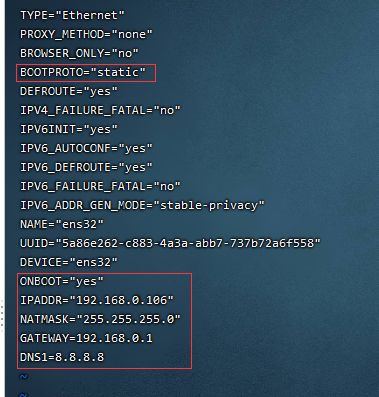 TYPE="Ethernet"
PROXY_METHOD="none"
BROWSER_ONLY="no"
BOOTPROTO="static"
DEFROUTE="yes"
IPV4_FAILURE_FATAL="no"
IPV6INIT="yes"
IPV6_AUTOCONF="yes"
IPV6_DEFROUTE="yes"
IPV6_FAILURE_FATAL="no"
IPV6_ADDR_GEN_MODE="stable-privacy"
NAME="ens32"
UUID="5a86e262-c883-4a3a-abb7-737b72a6f558"
DEVICE="ens32"
ONBOOT="yes"
IPADDR="192.168.0.106"
NATMASK="255.255.255.0"
GATEWAY=192.168.0.1
DNS1=8.8.8.8
~
~